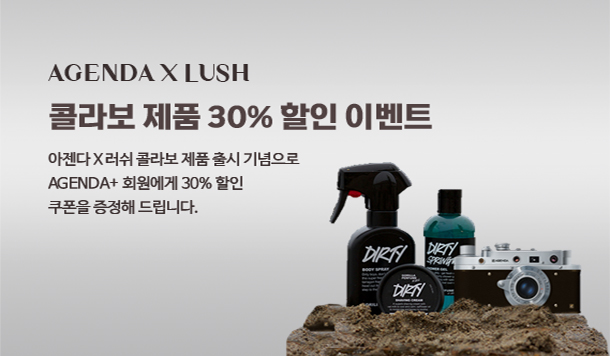 AGENDA X LUSH
콜라보 제품 30% 할인 이벤트
아젠다 X 러쉬 콜라보 제품 출시 기념으로
AGENDA+ 회원에게 30% 할인
쿠폰을 증정해 드립니다.
DIRTY
BODY SPRAY
DIRTY
DIRTY